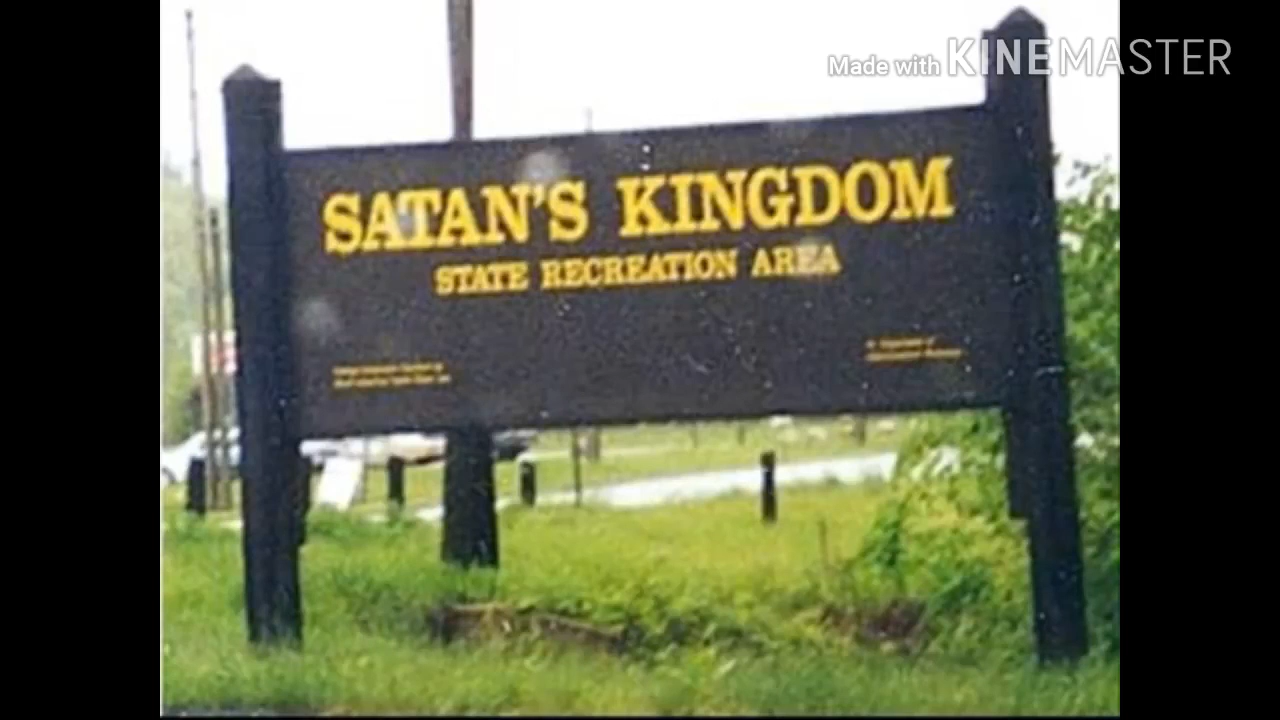 Made with KINEMASTER
SATAN'S KINGDOM
STATE RECREATION AREA